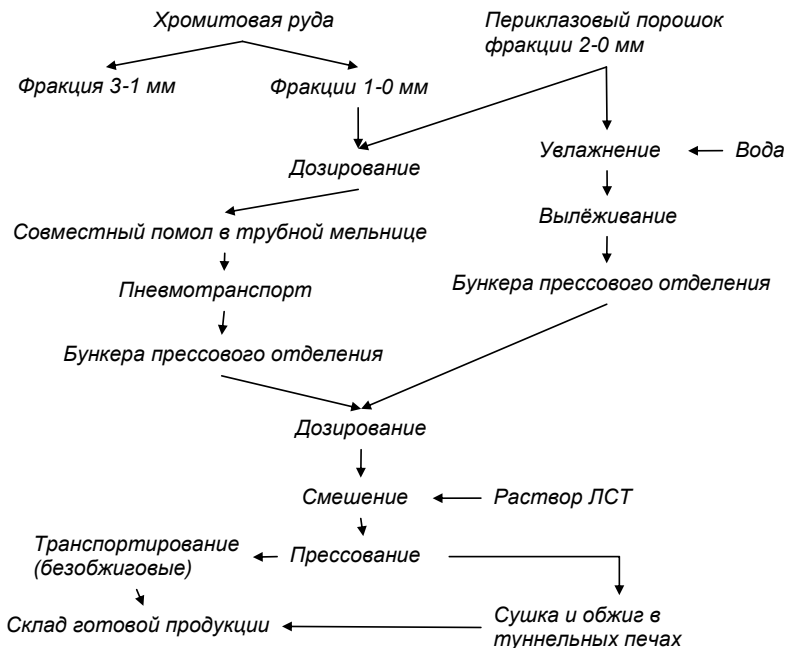 Хромитовая руда
Периклазовый порошок
фракции 2-0 мм
Фракция 3-1 мм
Фракции 1-0 мм
Дозирование
Увлажнение
Вода
Совместный помол в трубной мельнице
Вылёживание
Пневмотранспорт
Бункера прессового отделения
Бункера прессового отделения
Дозирование
Смешение
Раствор ЛСТ
Транспортирование
(безобжиговые)
Прессование
Склад готовой продукции
Сушка и обжиг в
туннельных печах